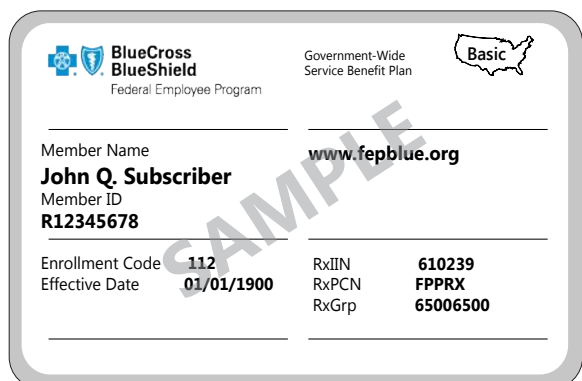 BlueCross
BlueShield
Federal Employee Program
Government-Wide
Service Benefit Plan
Basic
Member Name
John Q. Subscriber
Member ID
R12345678
www.fepblue.org
SAMPLE
Enrollment Code 112
Effective Date 01/01/1900
RxIIN 610239
RxPCN FPPRX
RxGrp 65006500